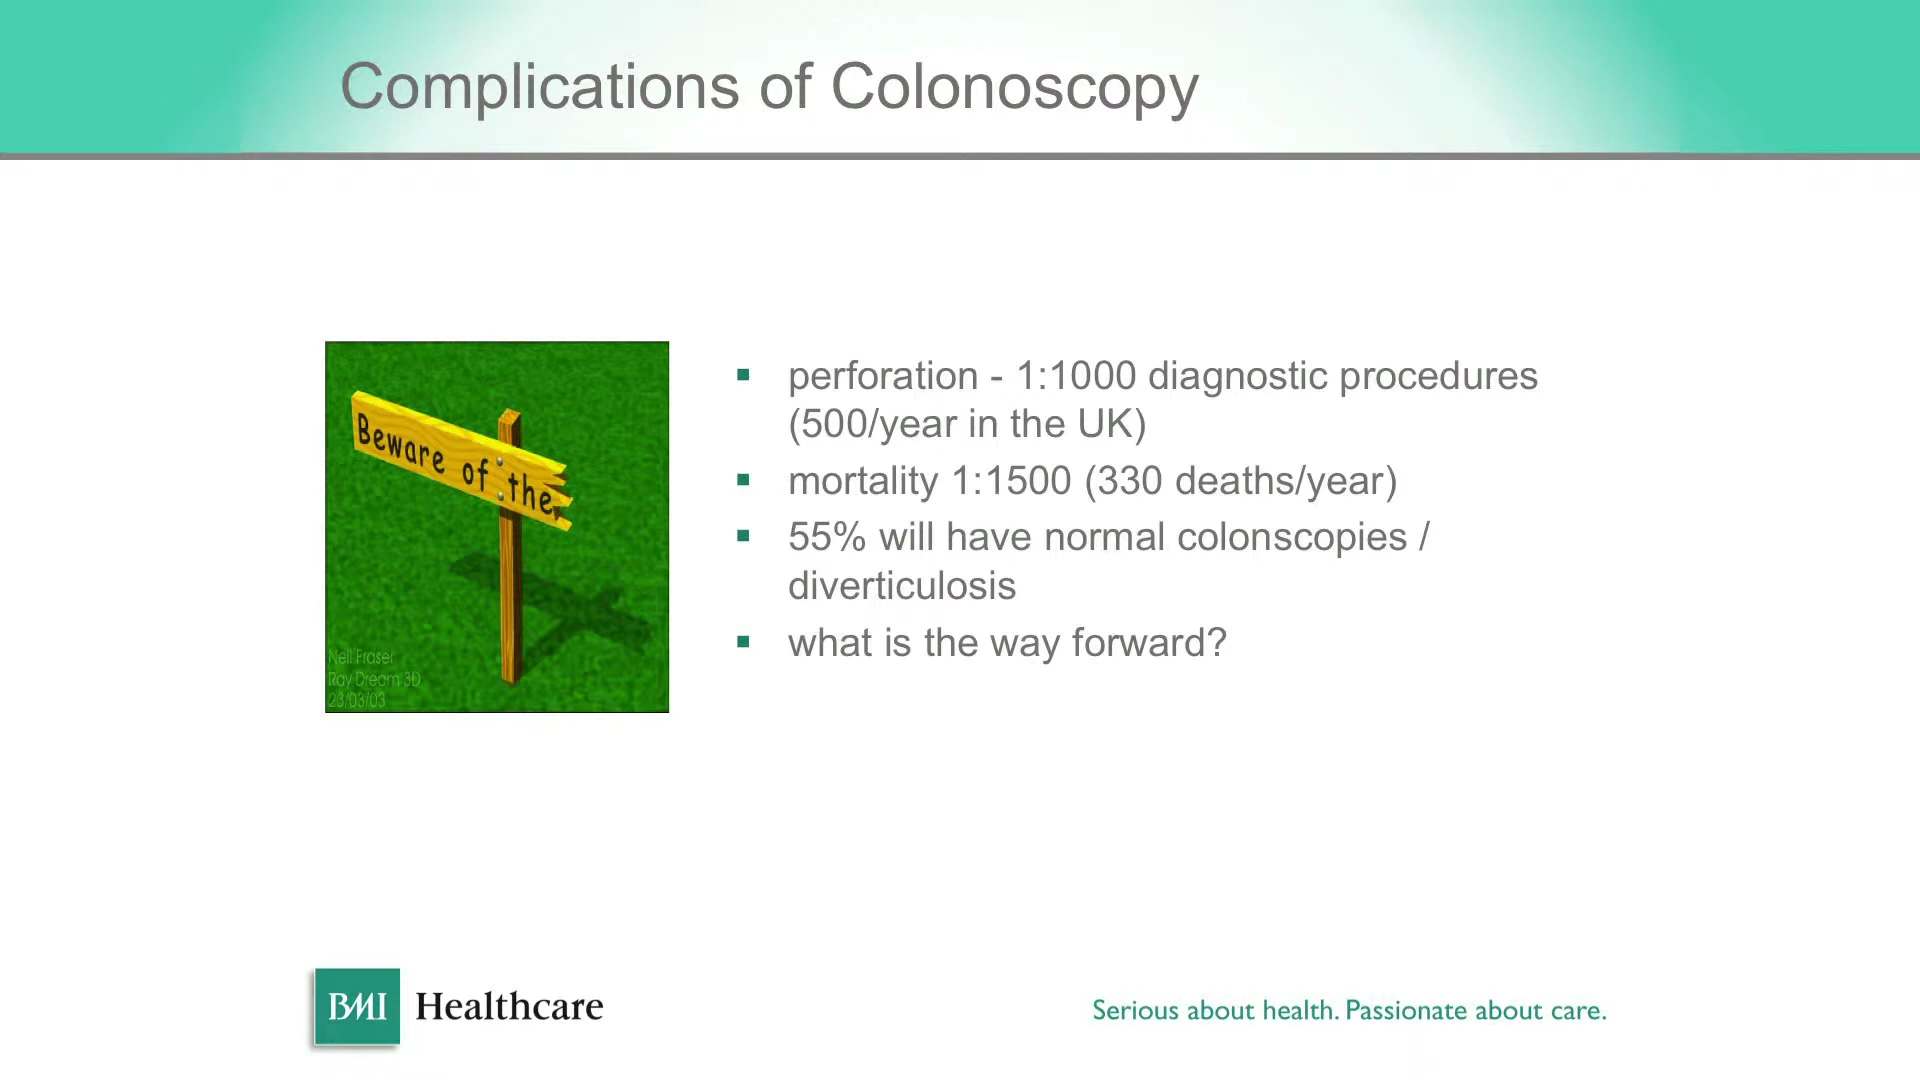 Complications of Colonoscopy
Beware of the
Neil Fraser
Ray Dream 3D
23/03/03
▪ perforation - 1:1000 diagnostic procedures
(500/year in the UK)
▪ mortality 1:1500 (330 deaths/year)
▪ 55% will have normal colonscopies /
diverticulosis
▪ what is the way forward?
BMI Healthcare
Serious about health. Passionate about care.